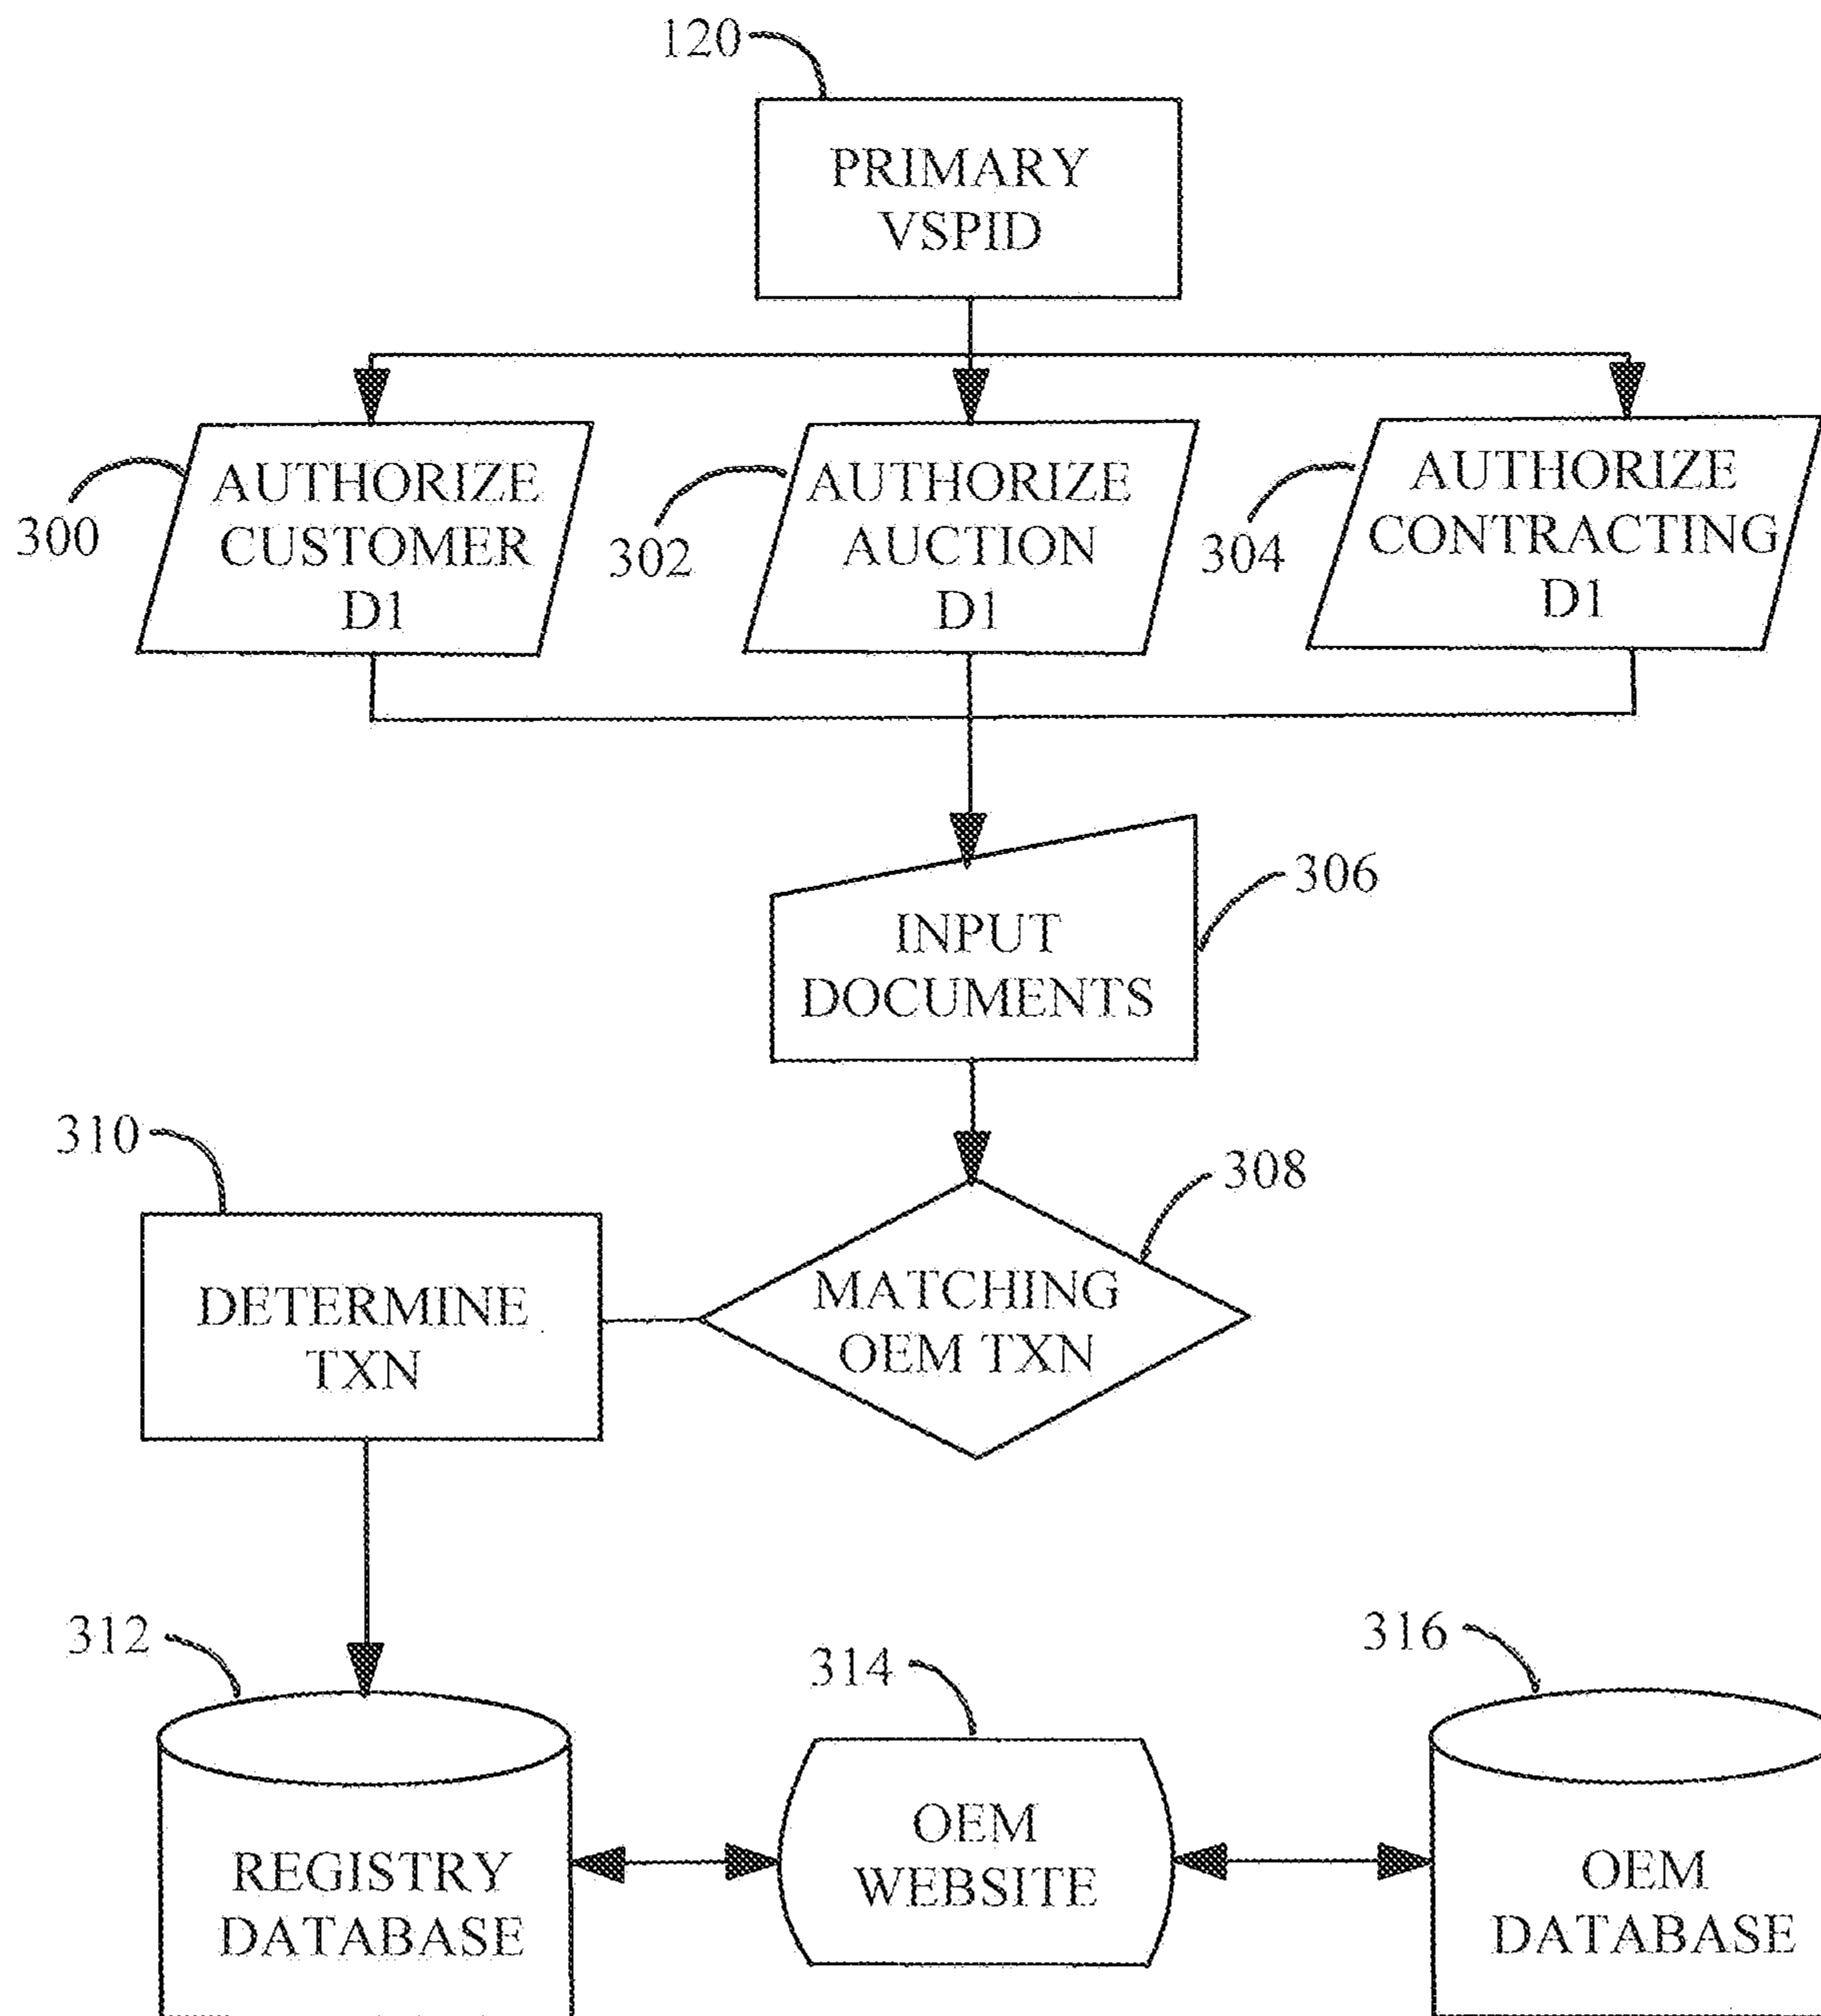 120
PRIMARY
VSPID
300
AUTHORIZE
CUSTOMER
D1
302
AUTHORIZE
AUCTION
D1
304
AUTHORIZE
CONTRACTING
D1
306
INPUT
DOCUMENTS
308
MATCHING
OEM TXN
310
DETERMINE
TXN
312
REGISTRY
DATABASE
314
OEM
WEBSITE
316
OEM
DATABASE